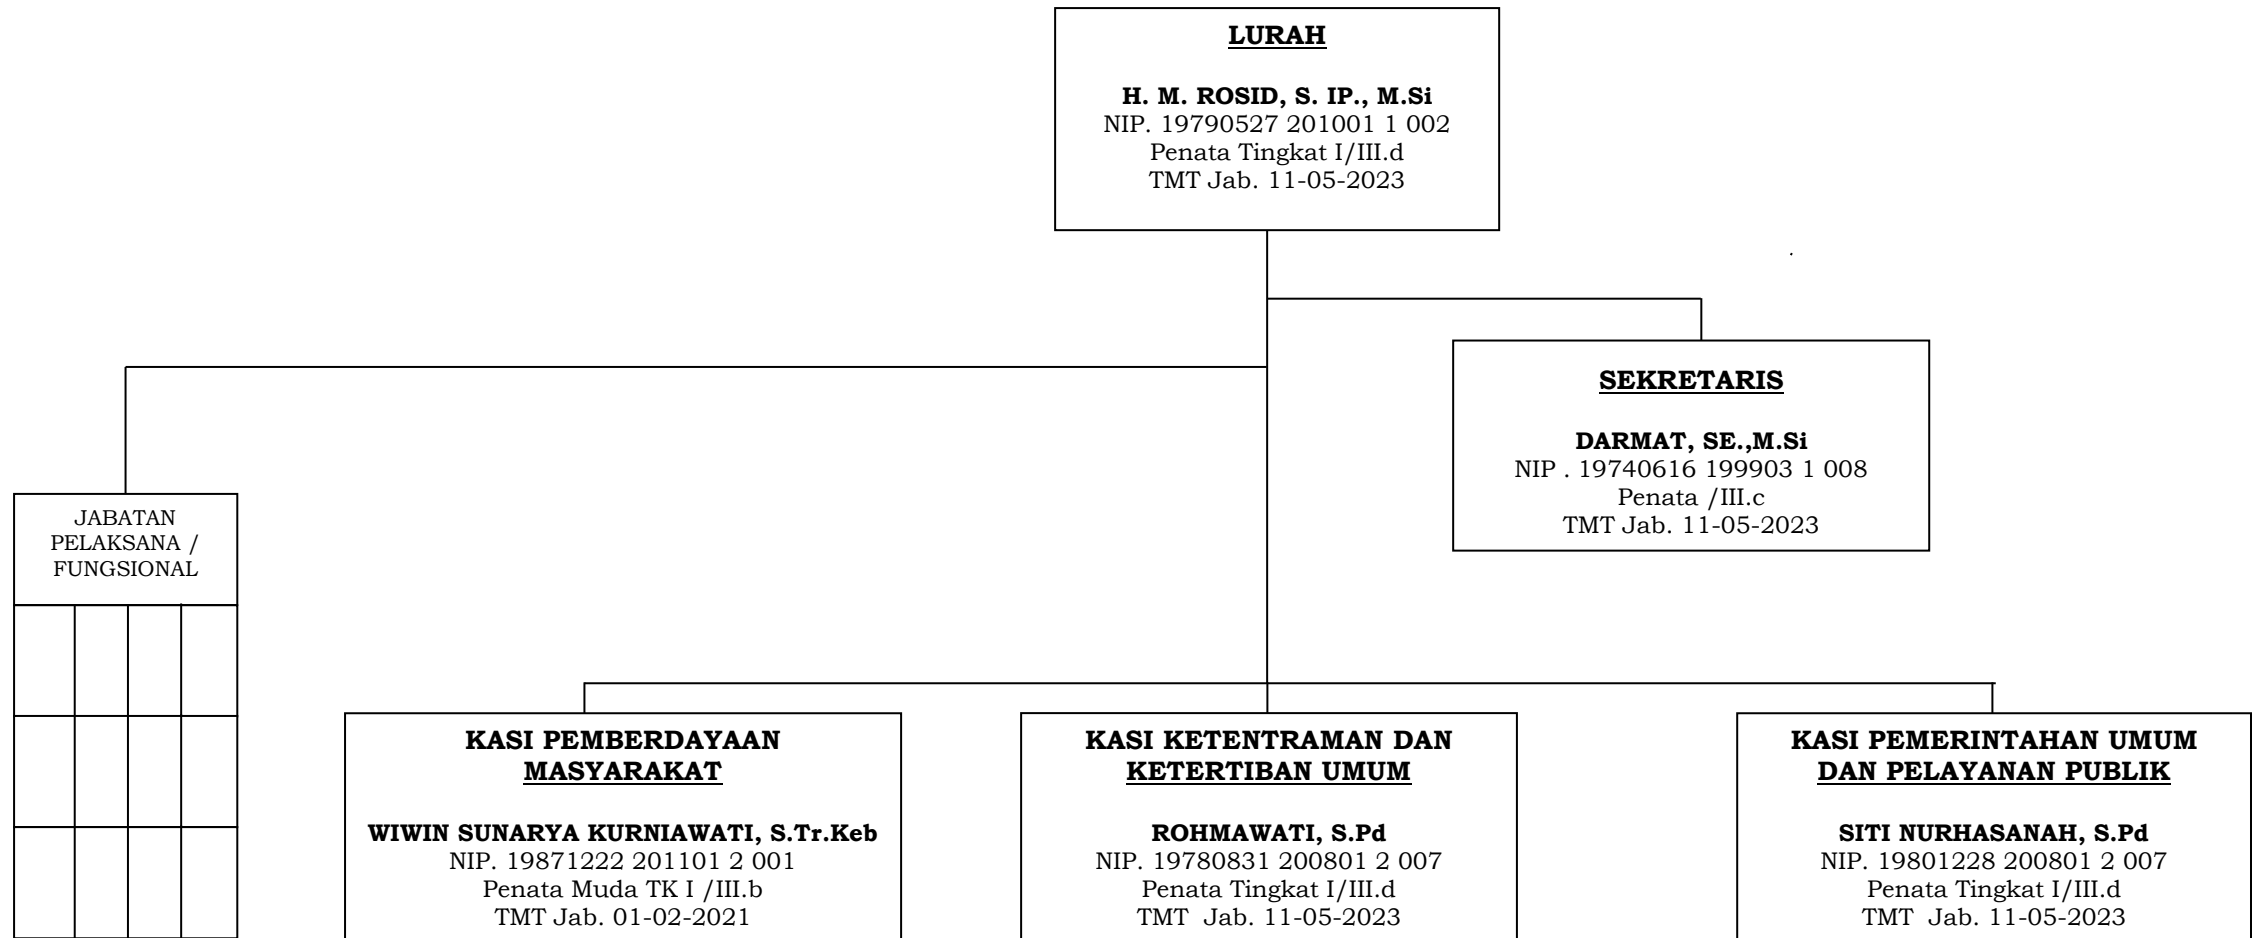 LURAH
H. M. ROSID, S. IP., M.Si
NIP. 19790527 201001 1 002
Penata Tingkat I/III.d
TMT Jab. 11-05-2023
.
SEKRETARIS
DARMAT, SE.,M.Si
NIP . 19740616 199903 1 008
Penata /III.c
TMT Jab. 11-05-2023
JABATAN
PELAKSANA /
FUNGSIONAL
KASI PEMBERDAYAAN
MASYARAKAT
WIWIN SUNARYA KURNIAWATI, S.Tr.Keb
NIP. 19871222 201101 2 001
Penata Muda TK I /III.b
TMT Jab. 01-02-2021
KASI KETENTRAMAN DAN
KETERTIBAN UMUM
ROHMAWATI, S.Pd
NIP. 19780831 200801 2 007
Penata Tingkat I/III.d
TMT  Jab. 11-05-2023
KASI PEMERINTAHAN UMUM
DAN PELAYANAN PUBLIK
SITI NURHASANAH, S.Pd
NIP. 19801228 200801 2 007
Penata Tingkat I/III.d
TMT  Jab. 11-05-2023